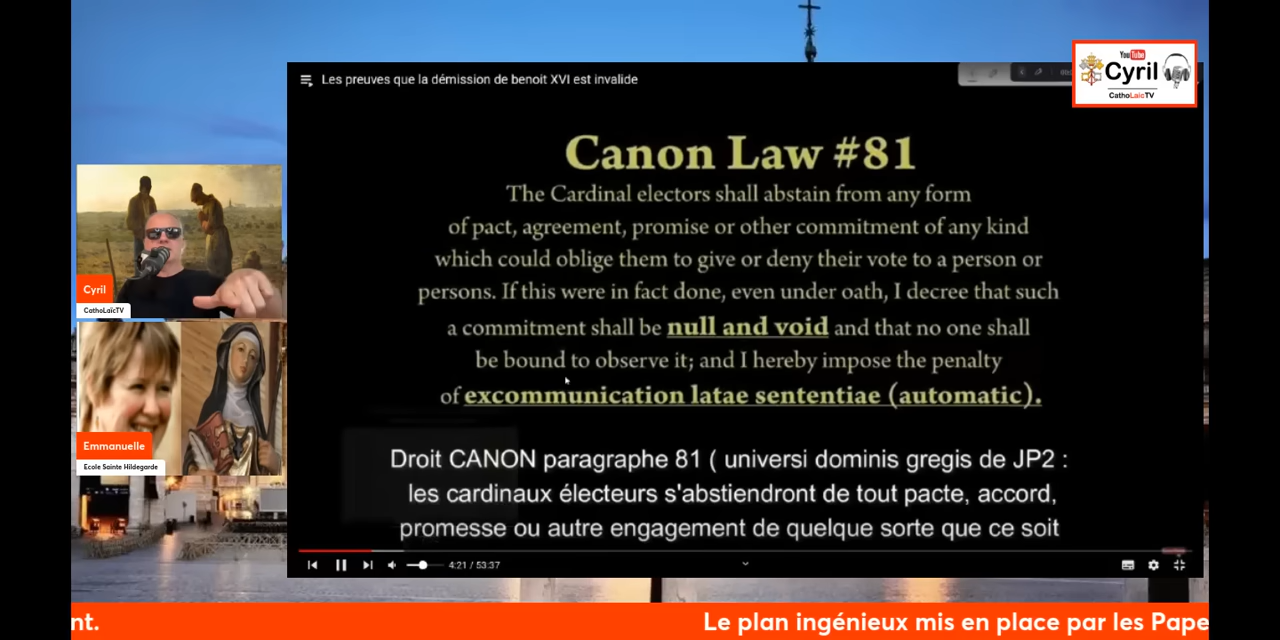 Les preuves que la démission de benoit XVI est invalide
YouTube
Cyril
CathoLaïcTV
Canon Law #81
The Cardinal electors shall abstain from any form
of pact, agreement, promise or other commitment of any kind
which could oblige them to give or deny their vote to a person or
persons. If this were in fact done, even under oath, I decree that such
a commitment shall be null and void and that no one shall
be bound to observe it; and I hereby impose the penalty
of excommunication latae sententiae (automatic).
Droit CANON paragraphe 81 ( universi dominis gregis de JP2 :
les cardinaux électeurs s'abstiendront de tout pacte, accord,
promesse ou autre engagement de quelque sorte que ce soit
4:21 / 53:37
Cyril
CathoLaïcTV
Emmanuelle
Ecole Sainte Hildegarde
nt.
Le plan ingénieux mis en place par les Pape